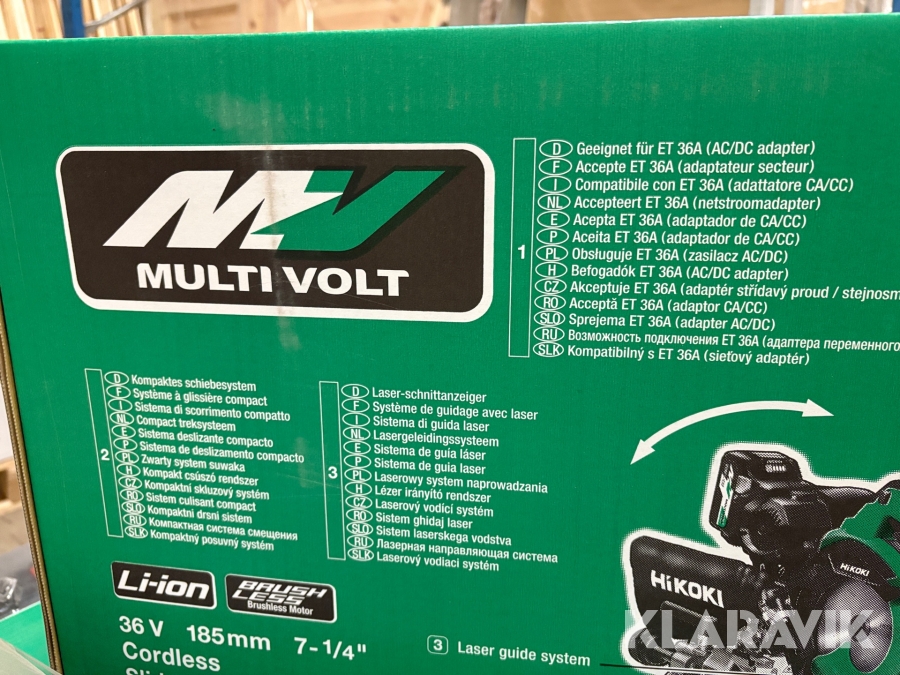 MV
MULTI VOLT
1
D Geeignet für ET 36A (AC/DC adapter)
F Accepte ET 36A (adaptateur secteur)
I Compatibile con ET 36A (adattatore CA/CC)
NL Accepteert ET 36A (netstroomadapter)
E Acepta ET 36A (adaptador de CA/CC)
P Aceita ET 36A (adaptador de CA/CC)
PL Obsługuje ET 36A (zasilacz AC/DC)
H Befogadók ET 36A (AC/DC adapter)
CZ Akceptuje ET 36A (adaptér střídavý proud / stejnosm
RO Acceptă ET 36A (adaptor CA/CC)
SLO Sprejema ET 36A (adapter AC/DC)
RU Возможность подключения ET 36A (адаптера переменного
SLK Kompatibilný s ET 36A (sieťový adaptér)
2
D Kompaktes schiebesystem
F Système à glissière compact
I Sistema di scorrimento compatto
NL Compact treksysteem
E Sistema deslizante compacto
P Sistema de deslizamento compacto
PL Zwarty system suwaka
H Kompakt csúszó rendszer
CZ Kompaktní skluzový systém
RO Sistem culisant compact
SLO Kompaktni drsni sistem
RU Компактная система смещения
SLK Kompaktný posuvný systém
3
D Laser-schnittanzeiger
F Système de guidage avec laser
I Sistema di guida laser
NL Lasergeleidingssysteem
E Sistema de guía láser
P Sistema de guia laser
PL Laserowy system naprowadzania
H Lézer irányító rendszer
CZ Laserový vodící systém
RO Sistem ghidaj laser
SLO Sistem laserskega vodstva
RU Лазерная направляющая система
SLK Laserový vodiaci systém
Li-ion
BRUSH LESS
Brushless Motor
36 V 185mm 7-1/4"
Cordless
3 Laser guide system
HiKOKI
HiKOKI
HiKOKI
KLARAVIK